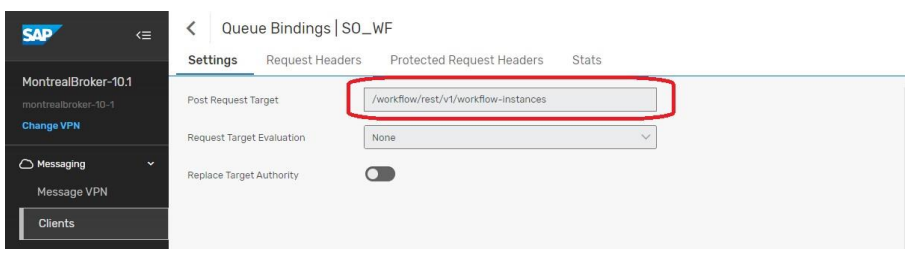 SAP
MontrealBroker-10.1
montrealbroker-10-1
Change VPN
Messaging
Message VPN
Clients
Queue Bindings | SO_WF
Settings Request Headers Protected Request Headers Stats
Post Request Target /workflow/rest/v1/workflow-instances
Request Target Evaluation None
Replace Target Authority